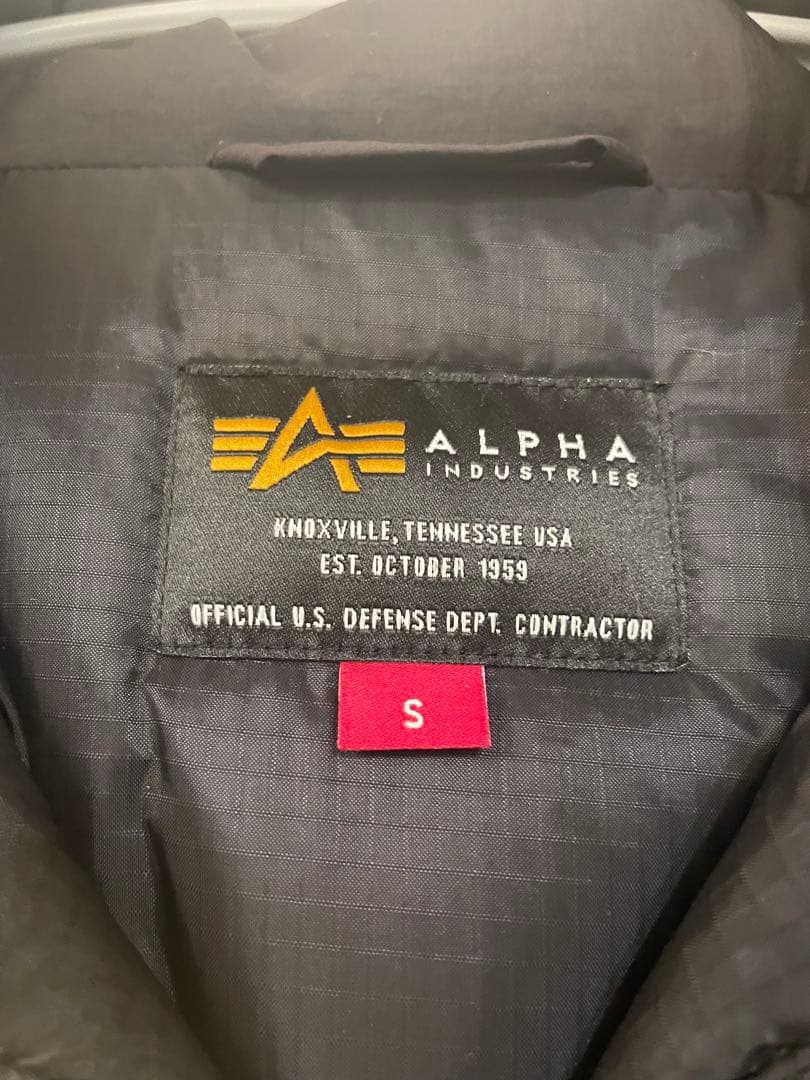 ALPHA
INDUSTRIES
KNOXVILLE, TENNESSEE USA
EST. OCTOBER 1959
OFFICIAL U.S. DEFENSE DEPT. CONTRACTOR
S